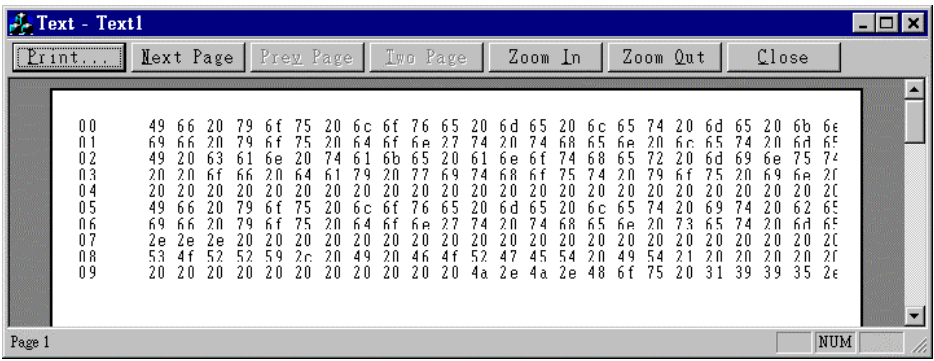 Text - Text1
Print... Next Page Prev Page Two Page Zoom In Zoom Out Close
00 49 66 20 79 6f 75 20 6c 6f 76 65 20 6d 65 20 6c 65 74 20 6d 65 20 6b 6e
01 69 66 20 79 6f 75 20 64 6f 6e 27 74 20 74 68 65 6e 20 6c 65 74 20 6d 65
02 49 20 63 61 6e 20 74 61 6b 65 20 61 6e 6f 74 68 65 72 20 6d 69 6e 75 74
03 20 20 6f 66 20 64 61 79 20 77 69 74 68 6f 75 74 20 79 6f 75 20 69 6e 20
04 20 20 20 20 20 20 20 20 20 20 20 20 20 20 20 20 20 20 20 20 20 20 20 20
05 49 66 20 79 6f 75 20 6c 6f 76 65 20 6d 65 20 6c 65 74 20 69 74 20 62 65
06 69 66 20 79 6f 75 20 64 6f 6e 27 74 20 74 68 65 6e 20 73 65 74 20 6d 65
07 2e 2e 2e 20 20 20 20 20 20 20 20 20 20 20 20 20 20 20 20 20 20 20 20 20
08 53 4f 52 52 59 2c 20 49 20 46 4f 52 47 45 54 20 49 54 21 20 20 20 20 20
09 20 20 20 20 20 20 20 20 20 20 20 4a 2e 4a 2e 48 6f 75 20 31 39 39 35 2e
Page 1 NUM